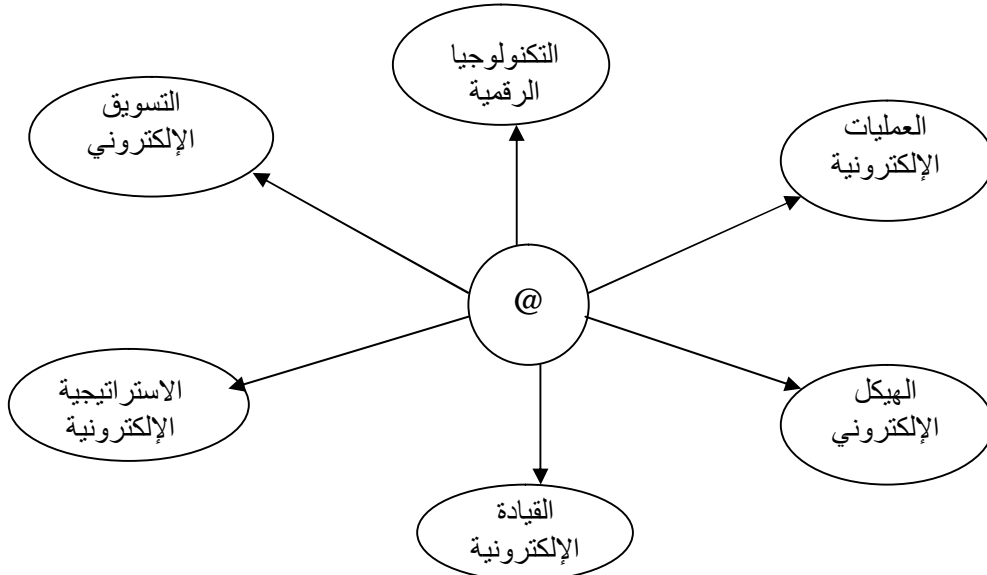 التكنولوجيا
الرقمية
العمليات
الإلكترونية
التسويق
الإلكتروني
@
الهيكل
الإلكتروني
الاستراتيجية
الإلكترونية
القيادة
الإلكترونية